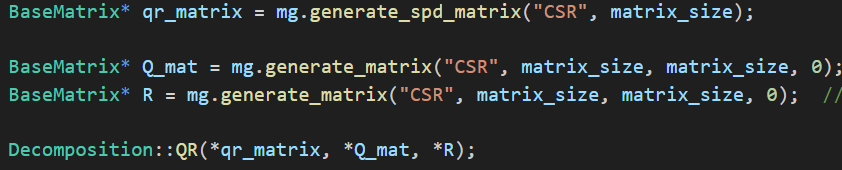 BaseMatrix* qr_matrix = mg.generate_spd_matrix("CSR", matrix_size);
BaseMatrix* Q_mat = mg.generate_matrix("CSR", matrix_size, matrix_size, 0);
BaseMatrix* R = mg.generate_matrix("CSR", matrix_size, matrix_size, 0);  //
Decomposition::QR(*qr_matrix, *Q_mat, *R);